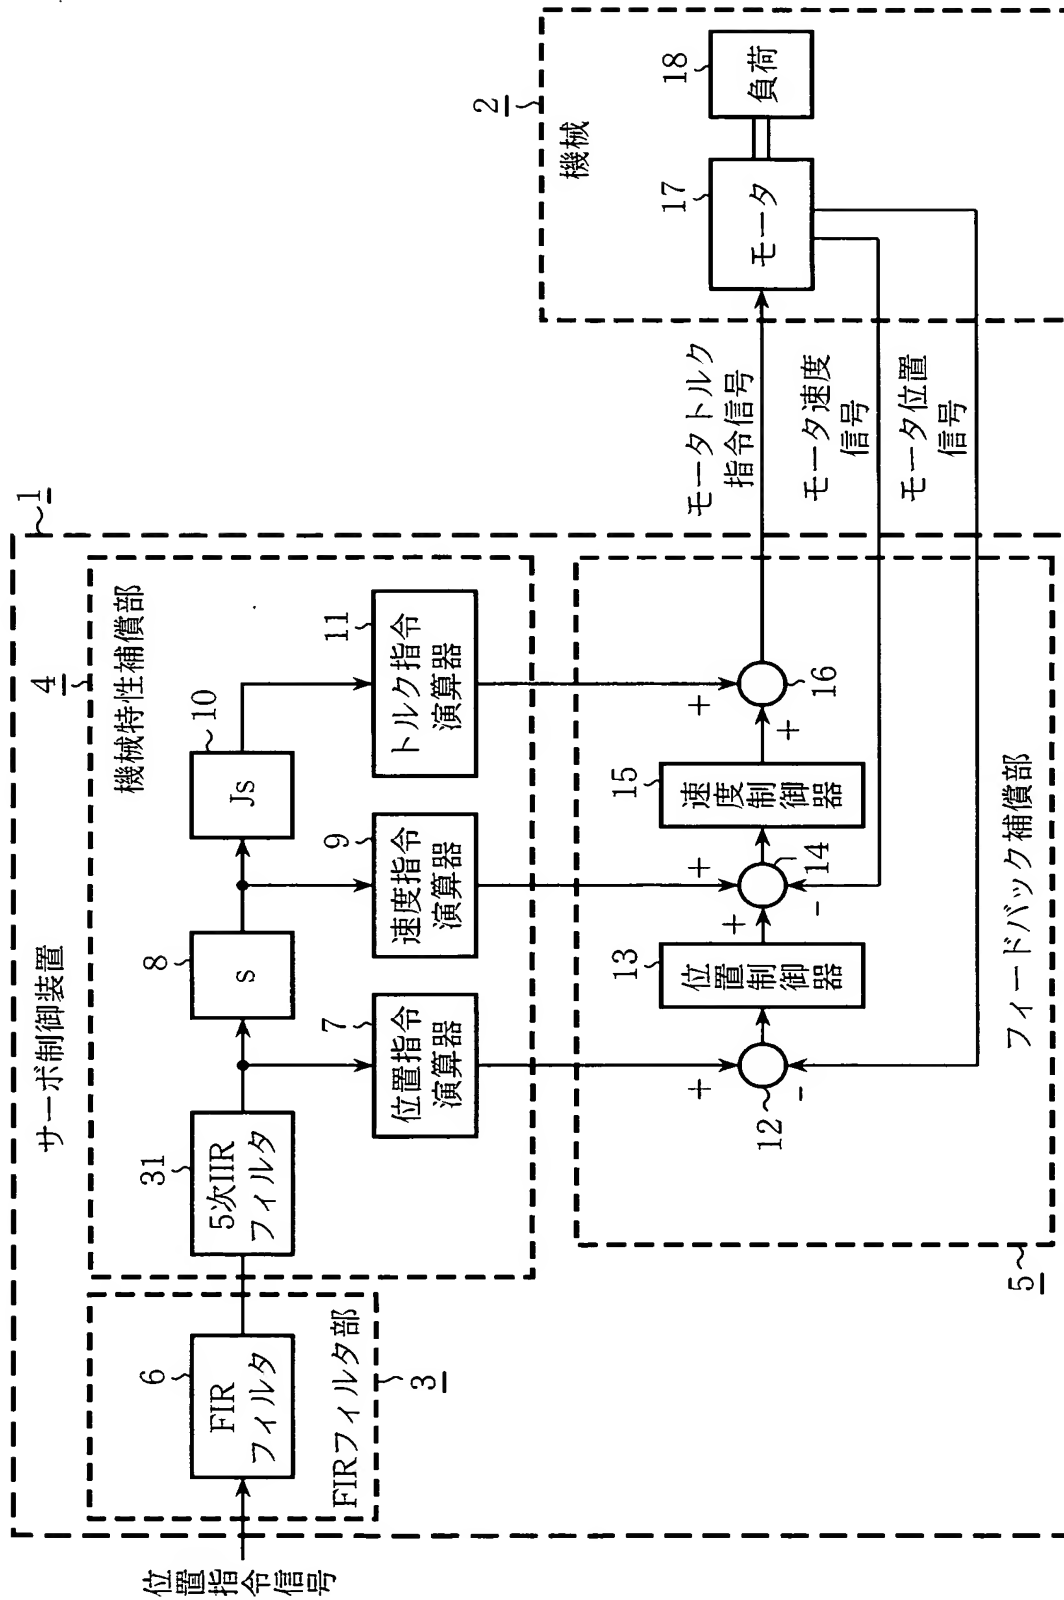 サーボ制御装置
1
位置指令信号
6
FIR
フィルタ
FIRフィルタ部
3
4
機械特性補償部
31
5次IIR
フィルタ
8
s
10
Js
7
位置指令
演算器
9
速度指令
演算器
11
トルク指令
演算器
12
+
-
13
位置制御器
+
+
-
14
15
速度制御器
+
+
16
フィードバック補償部
5
モータトルク
指令信号
モータ速度
信号
モータ位置
信号
2
機械
17
モータ
18
負荷